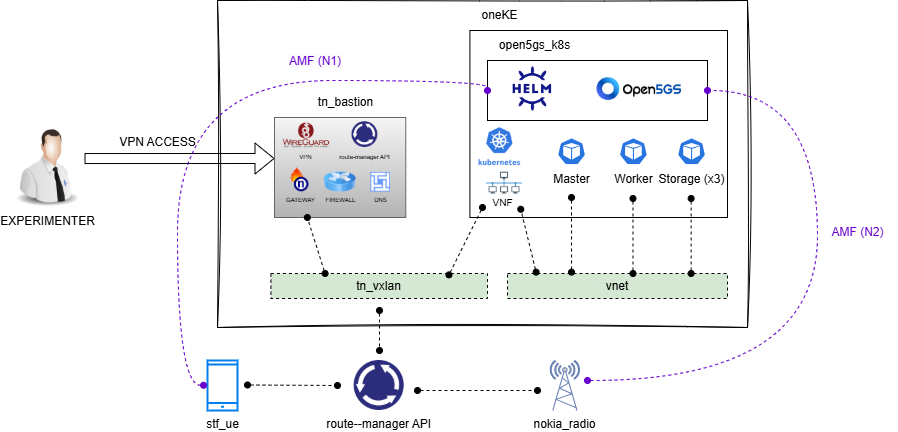 oneKE
open5gs_k8s
AMF (N1)
HELM
Open5GS
tn_bastion
VPN ACCESS
WIREGUARD
VPN
route-manager API
kubernetes
GATEWAY
FIREWALL
DNS
Master
Worker
Storage (x3)
VNF
EXPERIMENTER
AMF (N2)
tn_vxlan
vnet
stf_ue
route--manager API
nokia_radio